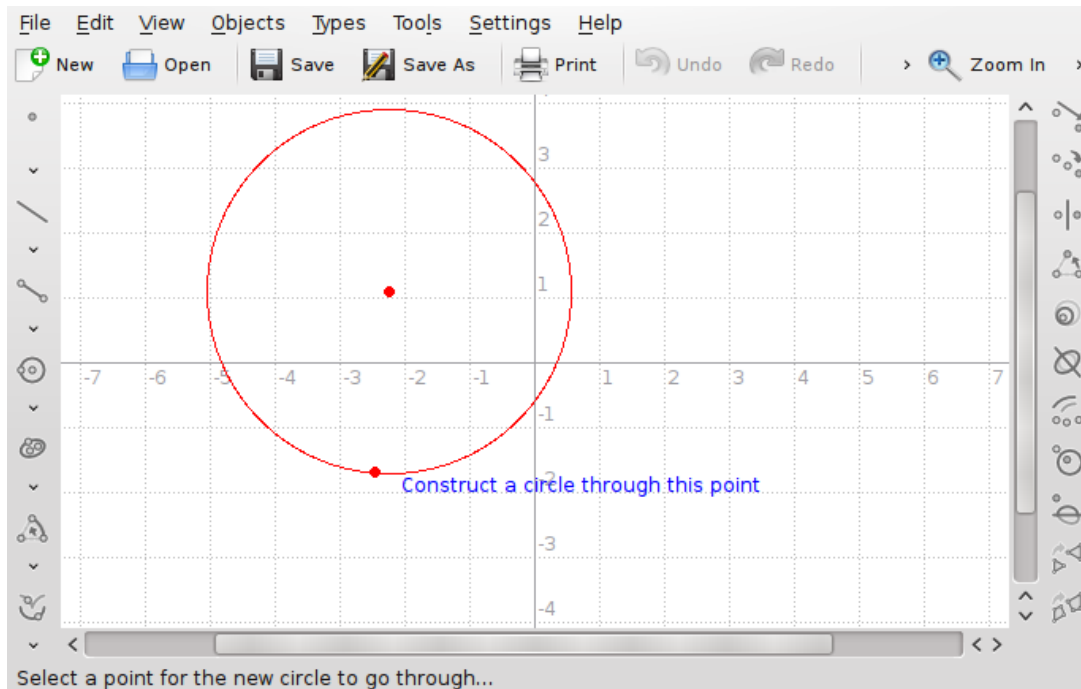 File Edit View Objects Types Tools Settings Help
New Open Save Save As Print Undo Redo Zoom In
3
2
1
-7 -6 -5 -4 -3 -2 -1 1 2 3 4 5 6 7
-1
-2
Construct a circle through this point
-3
-4
Select a point for the new circle to go through...